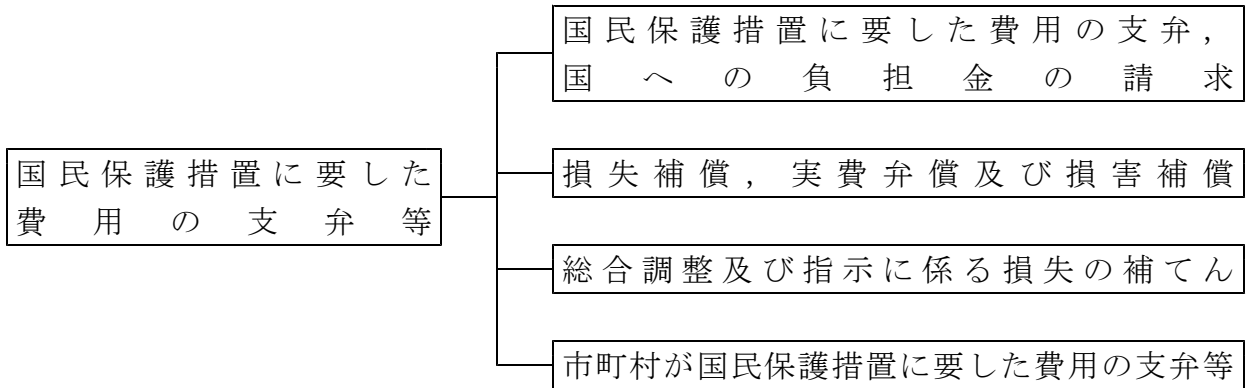 国民保護措置に要した
費用の支弁等
国民保護措置に要した費用の支弁，
国への負担金の請求
損失補償，実費弁償及び損害補償
総合調整及び指示に係る損失の補てん
市町村が国民保護措置に要した費用の支弁等